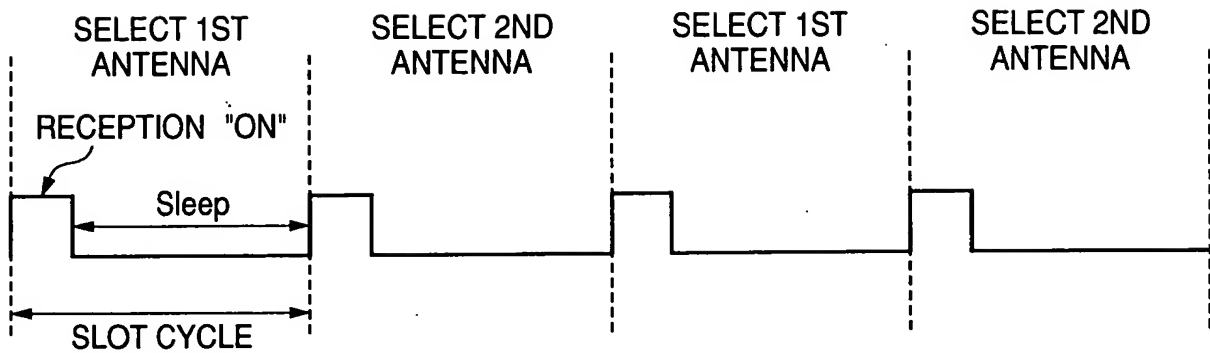 SELECT 1ST
ANTENNA
SELECT 2ND
ANTENNA
SELECT 1ST
ANTENNA
SELECT 2ND
ANTENNA
RECEPTION "ON"
Sleep
SLOT CYCLE